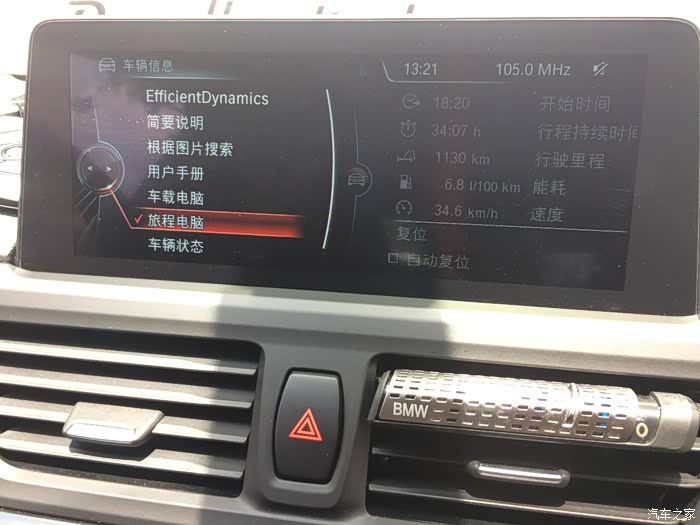 车辆信息
13:21
105.0 MHz
EfficientDynamics
简要说明
根据图片搜索
用户手册
车载电脑
旅程电脑
车辆状态
18:20 开始时间
34:07 h 行程持续时间
1130 km 行驶里程
6.8 l/100 km 能耗
34.6 km/h 速度
复位
自动复位
BMW
汽车之家